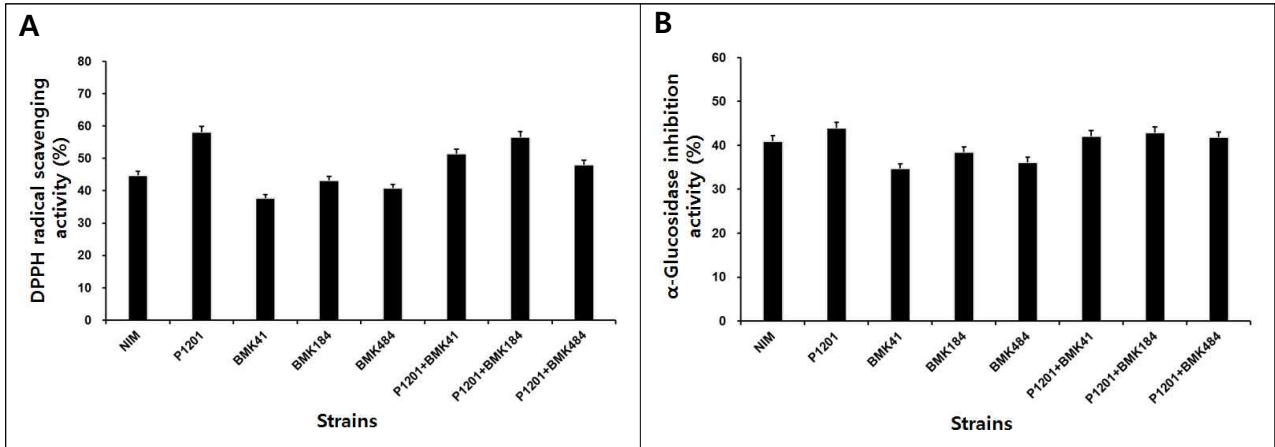 A
DPPH radical scavenging
activity (%)
80
70
60
50
40
30
20
10
0
NIM
P1201
BMK41
BMK184
BMK484
P1201+BMK41
P1201+BMK184
P1201+BMK484
Strains
B
α-Glucosidase inhibition
activity (%)
60
50
40
30
20
10
0
NIM
P1201
BMK41
BMK184
BMK484
P1201+BMK41
P1201+BMK184
P1201+BMK484
Strains